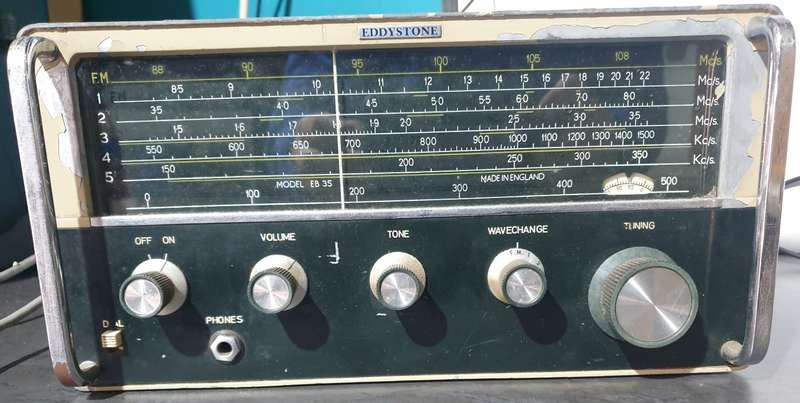 EDDYSTONE
F.M. 88 90 95 100 105 108 Mc/s.
1 8·5 9 10 11 12 13 14 15 16 17 18 19 20 21 22 Mc/s.
2 3·5 4·0 4·5 5·0 5·5 6·0 7·0 8·0 Mc/s.
3 1·5 1·6 1·7 1·8 1·9 2·0 2·5 3·0 3·5 Mc/s.
4 550 600 650 700 800 900 1000 1100 1200 1300 1400 1500 Kc/s.
5 150 200 250 300 350 Kc/s.
MODEL EB 35 MADE IN ENGLAND
0 100 200 300 400 500
OFF ON VOLUME TONE WAVECHANGE TUNING
F.M. 1
PHONES